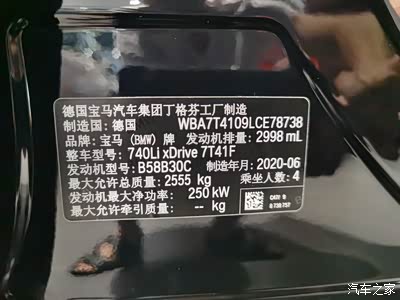 德国宝马汽车集团丁格芬工厂制造
制造国: 德国 WBA7T4109LCE78738
品牌: 宝马 (BMW) 牌 发动机排量: 2998 mL
整车型号: 740Li xDrive 7T41F
发动机型号: B58B30C 制造年月: 2020-06
最大允许总质量: 2555 kg 乘坐人数: 4
发动机最大净功率: 250 kW
最大允许牵引质量: -- kg
汽车之家